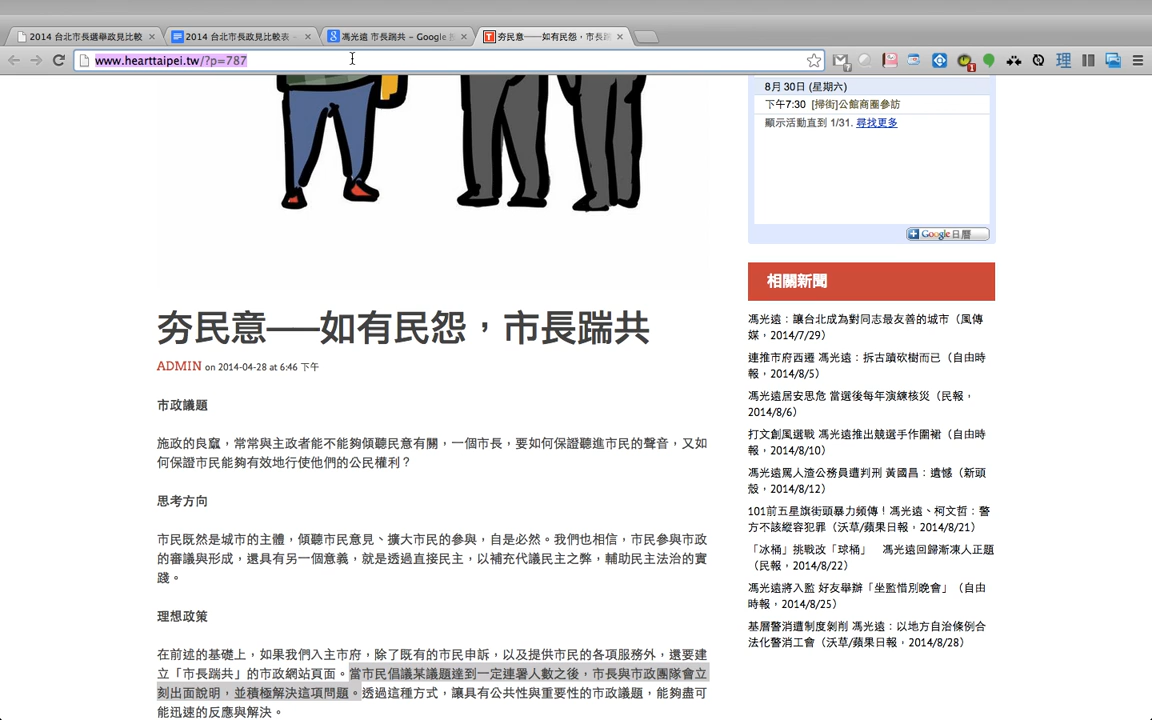 2014 台北市長選舉政見比較
2014 台北市長政見比較表
馮光遠 市長踹共 - Google
夯民意——如有民怨，市長踹
www.hearttaipei.tw/?p=787
8月 30日 (星期六)
下午7:30 [掃街]公館商圈參訪
顯示活動直到 1/31. 尋找更多
Google日曆
相關新聞
馮光遠：讓台北成為對同志最友善的城市（風傳
媒，2014/7/29）
連推市府西遷 馮光遠：拆古蹟砍樹而已（自由時
報，2014/8/5）
馮光遠居安思危 當選後每年演練核災（民報，
2014/8/6）
打文創風選戰 馮光遠推出競選手作圍裙（自由時
報，2014/8/10）
馮光遠罵人渣公務員遭判刑 黃國昌：遺憾（新頭
殼，2014/8/12）
101前五星旗街頭暴力頻傳！馮光遠、柯文哲：警
方不該縱容犯罪（沃草/蘋果日報，2014/8/21）
「冰桶」挑戰改「球桶」 馮光遠回歸漸凍人正題
（民報，2014/8/22）
馮光遠將入監 好友舉辦「坐監惜別晚會」（自由
時報，2014/8/25）
基層警消遭制度剝削 馮光遠：以地方自治條例合
法化警消工會（沃草/蘋果日報，2014/8/28）
夯民意——如有民怨，市長踹共
ADMIN on 2014-04-28 at 6:46 下午
市政議題
施政的良窳，常常與主政者能不能夠傾聽民意有關，一個市長，要如何保證聽進市民的聲音，又如
何保證市民能夠有效地行使他們的公民權利？
思考方向
市民既然是城市的主體，傾聽市民意見、擴大市民的參與，自是必然。我們也相信，市民參與市政
的審議與形成，還具有另一個意義，就是透過直接民主，以補充代議民主之弊，輔助民主法治的實
踐。
理想政策
在前述的基礎上，如果我們入主市府，除了既有的市民申訴，以及提供市民的各項服務外，還要建
立「市長踹共」的市政網站頁面。當市民倡議某議題達到一定連署人數之後，市長與市政團隊會立
刻出面說明，並積極解決這項問題。透過這種方式，讓具有公共性與重要性的市政議題，能夠盡可
能迅速的反應與解決。